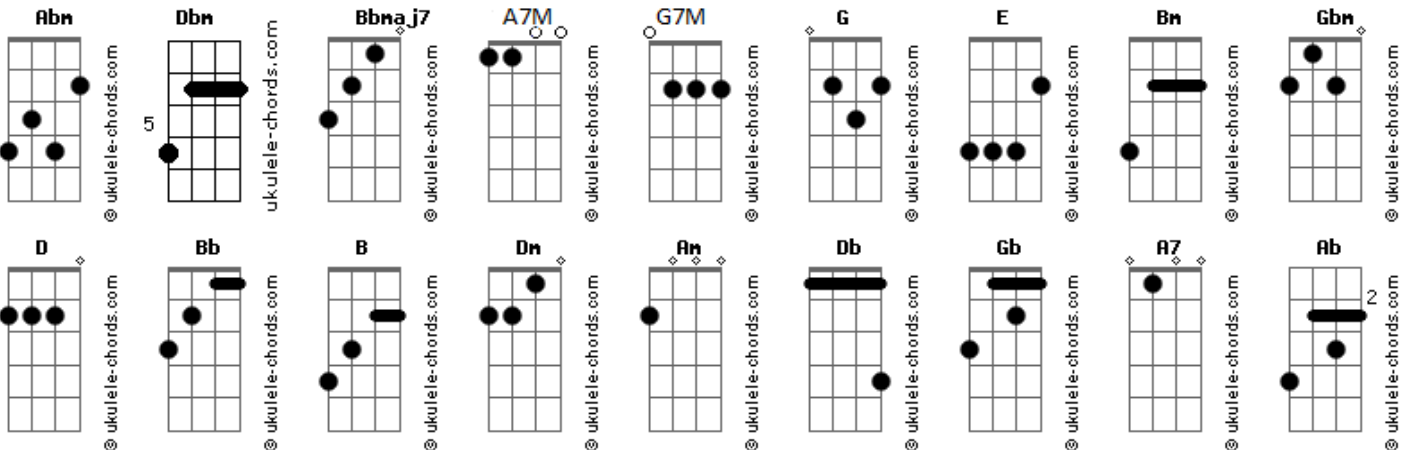 Abm Dbm Bbmaj7 A7M G7M G E Bm Gbm
5
© ukulele-chords.com ukulele-chords.com © ukulele-chords.com © ukulele-chords.com © ukulele-chords.com © ukulele-chords.com © ukulele-chords.com © ukulele-chords.com © ukulele-chords.com
D Bb B Dm Am Db Gb A7 Ab
2
© ukulele-chords.com © ukulele-chords.com © ukulele-chords.com © ukulele-chords.com © ukulele-chords.com © ukulele-chords.com © ukulele-chords.com © ukulele-chords.com © ukulele-chords.com